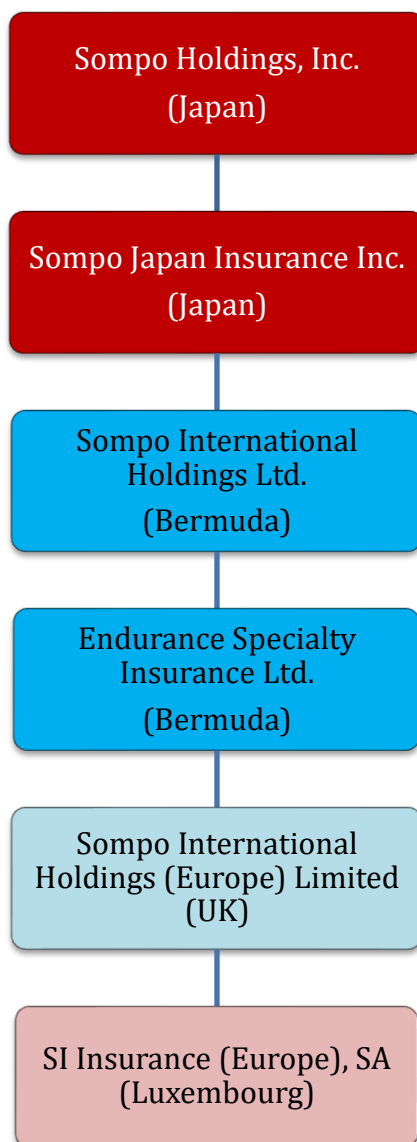 Sompo Holdings, Inc.
(Japan)
Sompo Japan Insurance Inc.
(Japan)
Sompo International
Holdings Ltd.
(Bermuda)
Endurance Specialty
Insurance Ltd.
(Bermuda)
Sompo International
Holdings (Europe) Limited
(UK)
SI Insurance (Europe), SA
(Luxembourg)